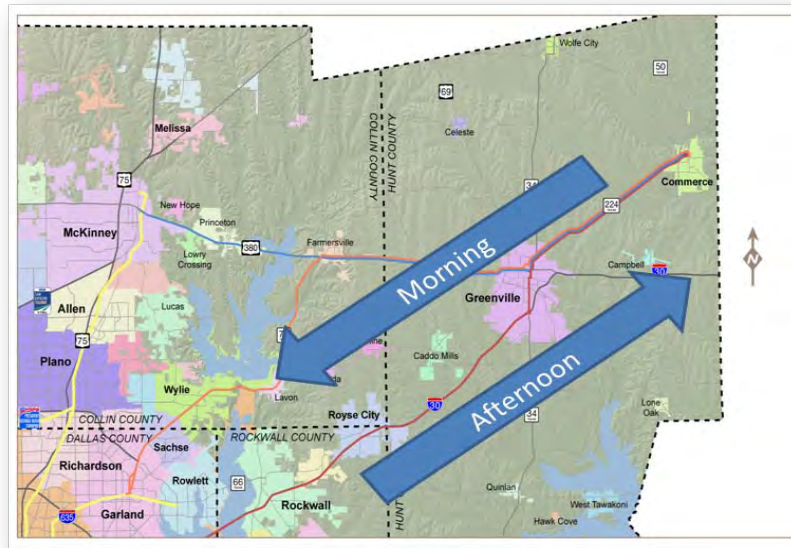 Wolfe City
50
69
Celeste
Melissa
COLLIN COUNTY
HUNT COUNTY
75
34
Commerce
224
New Hope
Princeton
McKinney
380
Farmersville
Lowry
Crossing
Morning
Campbell
30
Greenville
Allen
Lucas
75
Plano
Caddo Mills
Afternoon
Wylie
Lavon
30
Lone
Oak
Royse City
34
COLLIN COUNTY
DALLAS COUNTY
ROCKWALL COUNTY
Sachse
Richardson
Rowlett
66
Rockwall
HUNT
Quinlan
West Tawakoni
635
Garland
Hawk Cove
N